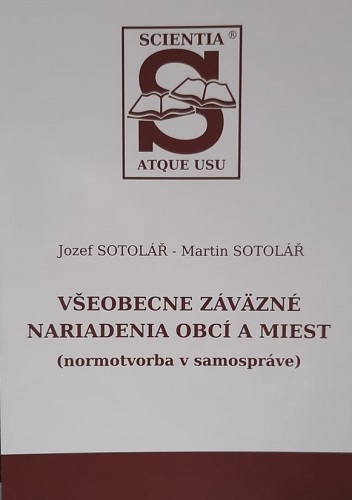 SCIENTIA ®
ATQUE USU
Jozef SOTOLÁŘ - Martin SOTOLÁŘ
VŠEOBECNE ZÁVÄZNÉ
NARIADENIA OBCÍ A MIEST
(normotvorba v samospráve)